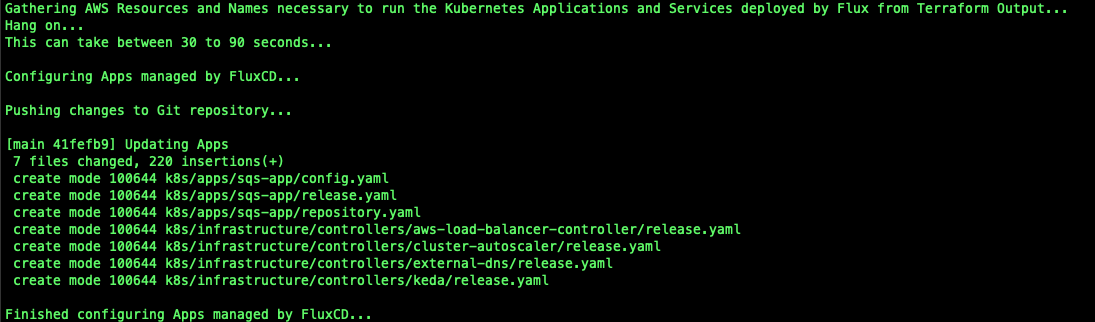 Gathering AWS Resources and Names necessary to run the Kubernetes Applications and Services deployed by Flux from Terraform Output...
Hang on...
This can take between 30 to 90 seconds...
Configuring Apps managed by FluxCD...
Pushing changes to Git repository...
[main 41fefb9] Updating Apps
 7 files changed, 220 insertions(+)
 create mode 100644 k8s/apps/sqs-app/config.yaml
 create mode 100644 k8s/apps/sqs-app/release.yaml
 create mode 100644 k8s/apps/sqs-app/repository.yaml
 create mode 100644 k8s/infrastructure/controllers/aws-load-balancer-controller/release.yaml
 create mode 100644 k8s/infrastructure/controllers/cluster-autoscaler/release.yaml
 create mode 100644 k8s/infrastructure/controllers/external-dns/release.yaml
 create mode 100644 k8s/infrastructure/controllers/keda/release.yaml
Finished configuring Apps managed by FluxCD...